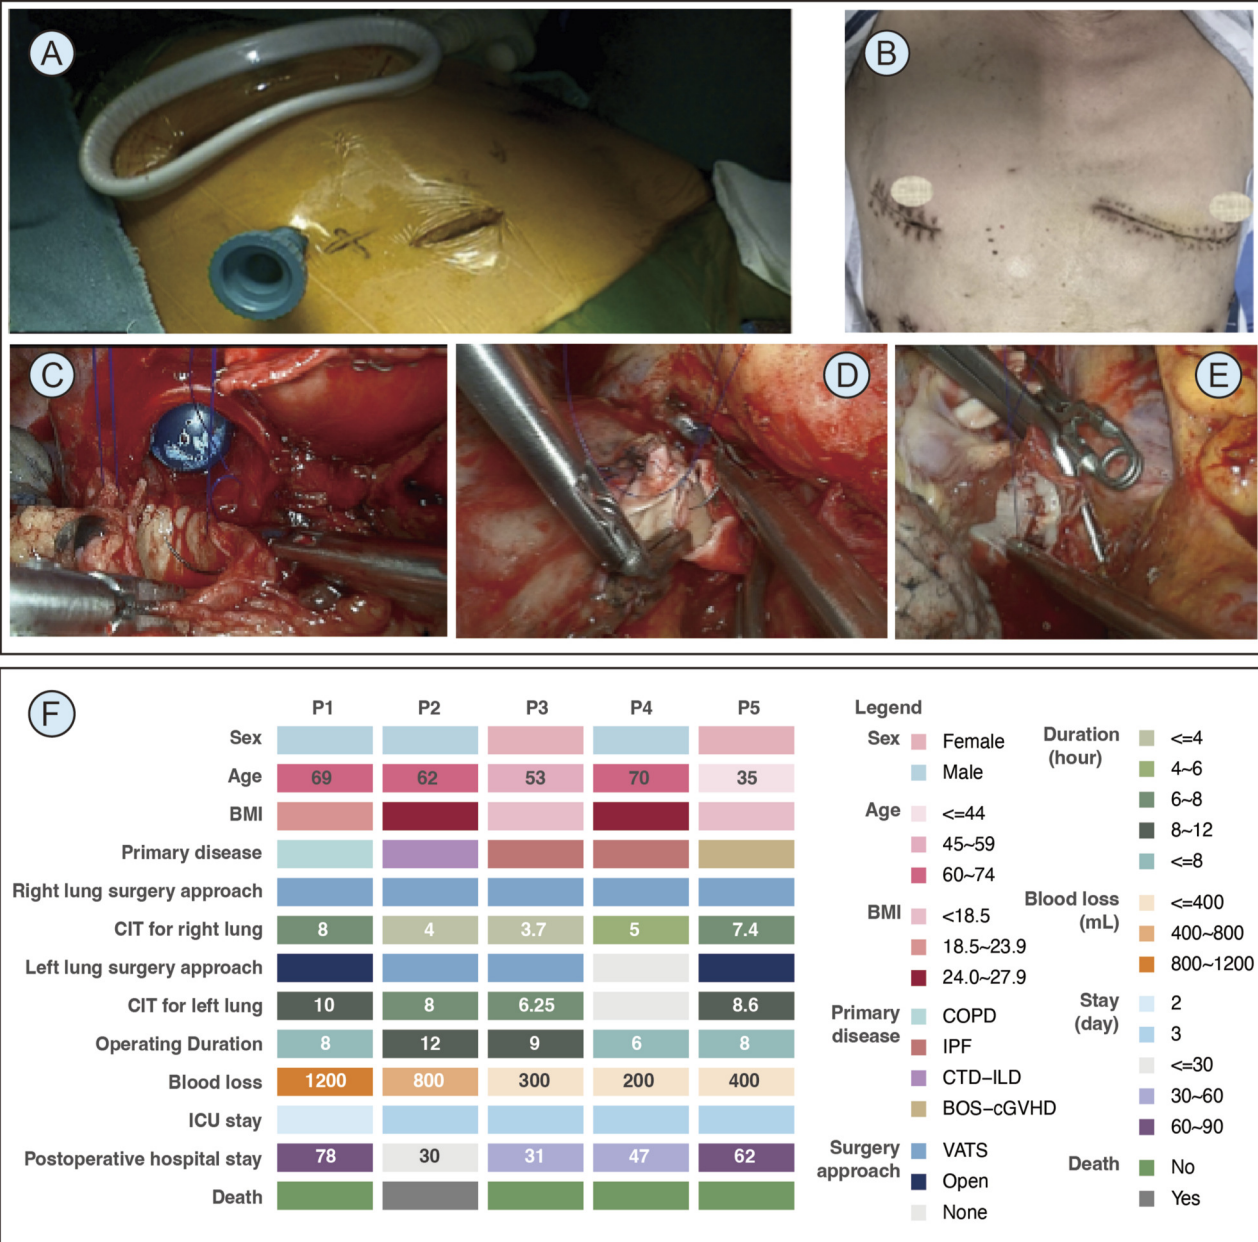 A
B
C
D
E
F
P1 P2 P3 P4 P5
Sex
Age 69 62 53 70 35
BMI
Primary disease
Right lung surgery approach
CIT for right lung 8 4 3.7 5 7.4
Left lung surgery approach
CIT for left lung 10 8 6.25 8.6
Operating Duration 8 12 9 6 8
Blood loss 1200 800 300 200 400
ICU stay
Postoperative hospital stay 78 30 31 47 62
Death
Legend
Sex
Female
Male
Age
<=44
45~59
60~74
BMI
<18.5
18.5~23.9
24.0~27.9
Primary
disease
COPD
IPF
CTD–ILD
BOS–cGVHD
Surgery
approach
VATS
Open
None
Duration
(hour)
<=4
4~6
6~8
8~12
<=8
Blood loss
(mL)
<=400
400~800
800~1200
Stay
(day)
2
3
<=30
30~60
60~90
Death
No
Yes